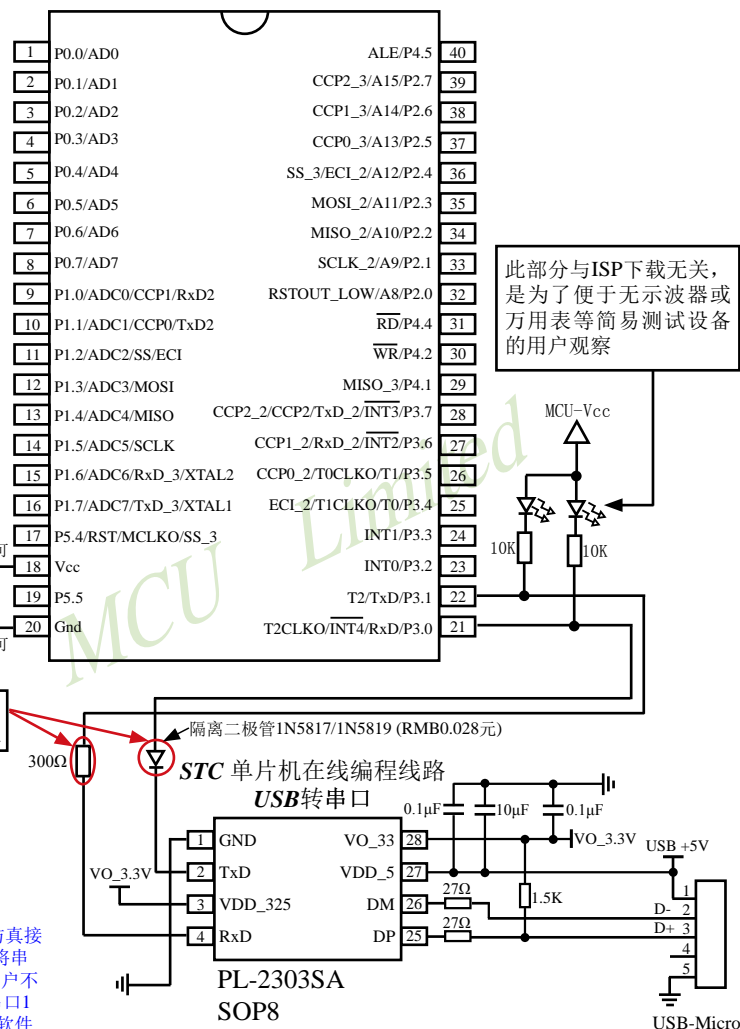 1 P0.0/AD0 ALE/P4.5 40
2 P0.1/AD1 CCP2_3/A15/P2.7 39
3 P0.2/AD2 CCP1_3/A14/P2.6 38
4 P0.3/AD3 CCP0_3/A13/P2.5 37
5 P0.4/AD4 SS_3/ECI_2/A12/P2.4 36
6 P0.5/AD5 MOSI_2/A11/P2.3 35
7 P0.6/AD6 MISO_2/A10/P2.2 34
8 P0.7/AD7 SCLK_2/A9/P2.1 33
9 P1.0/ADC0/CCP1/RxD2 RSTOUT_LOW/A8/P2.0 32
10 P1.1/ADC1/CCP0/TxD2 RD/P4.4 31
11 P1.2/ADC2/SS/ECI WR/P4.2 30
12 P1.3/ADC3/MOSI MISO_3/P4.1 29
13 P1.4/ADC4/MISO CCP2_2/CCP2/TxD_2/INT3/P3.7 28
14 P1.5/ADC5/SCLK CCP1_2/RxD_2/INT2/P3.6 27
15 P1.6/ADC6/RxD_3/XTAL2 CCP0_2/T0CLKO/T1/P3.5 26
16 P1.7/ADC7/TxD_3/XTAL1 ECI_2/T1CLKO/T0/P3.4 25
17 P5.4/RST/MCLKO/SS_3 INT1/P3.3 24
可
18 Vcc INT0/P3.2 23
19 P5.5 T2/TxD/P3.1 22
20 Gnd T2CLKO/INT4/RxD/P3.0 21
可
MCU Limited
此部分与ISP下载无关，
是为了便于无示波器或
万用表等简易测试设备
的用户观察
MCU-Vcc
10K 10K
隔离二极管1N5817/1N5819 (RMB0.028元)
300Ω
STC 单片机在线编程线路
USB转串口
0.1μF 10μF 0.1μF
1 GND VO_33 28
VO_3.3V
USB +5V
VO_3.3V
2 TxD VDD_5 27
3 VDD_325 DM 26
27Ω
1.5K
4 RxD DP 25
27Ω
1
D- 2
D+ 3
4
5
PL-2303SA
SOP8
USB-Micro
仿真接
将串
户不
口1
软件